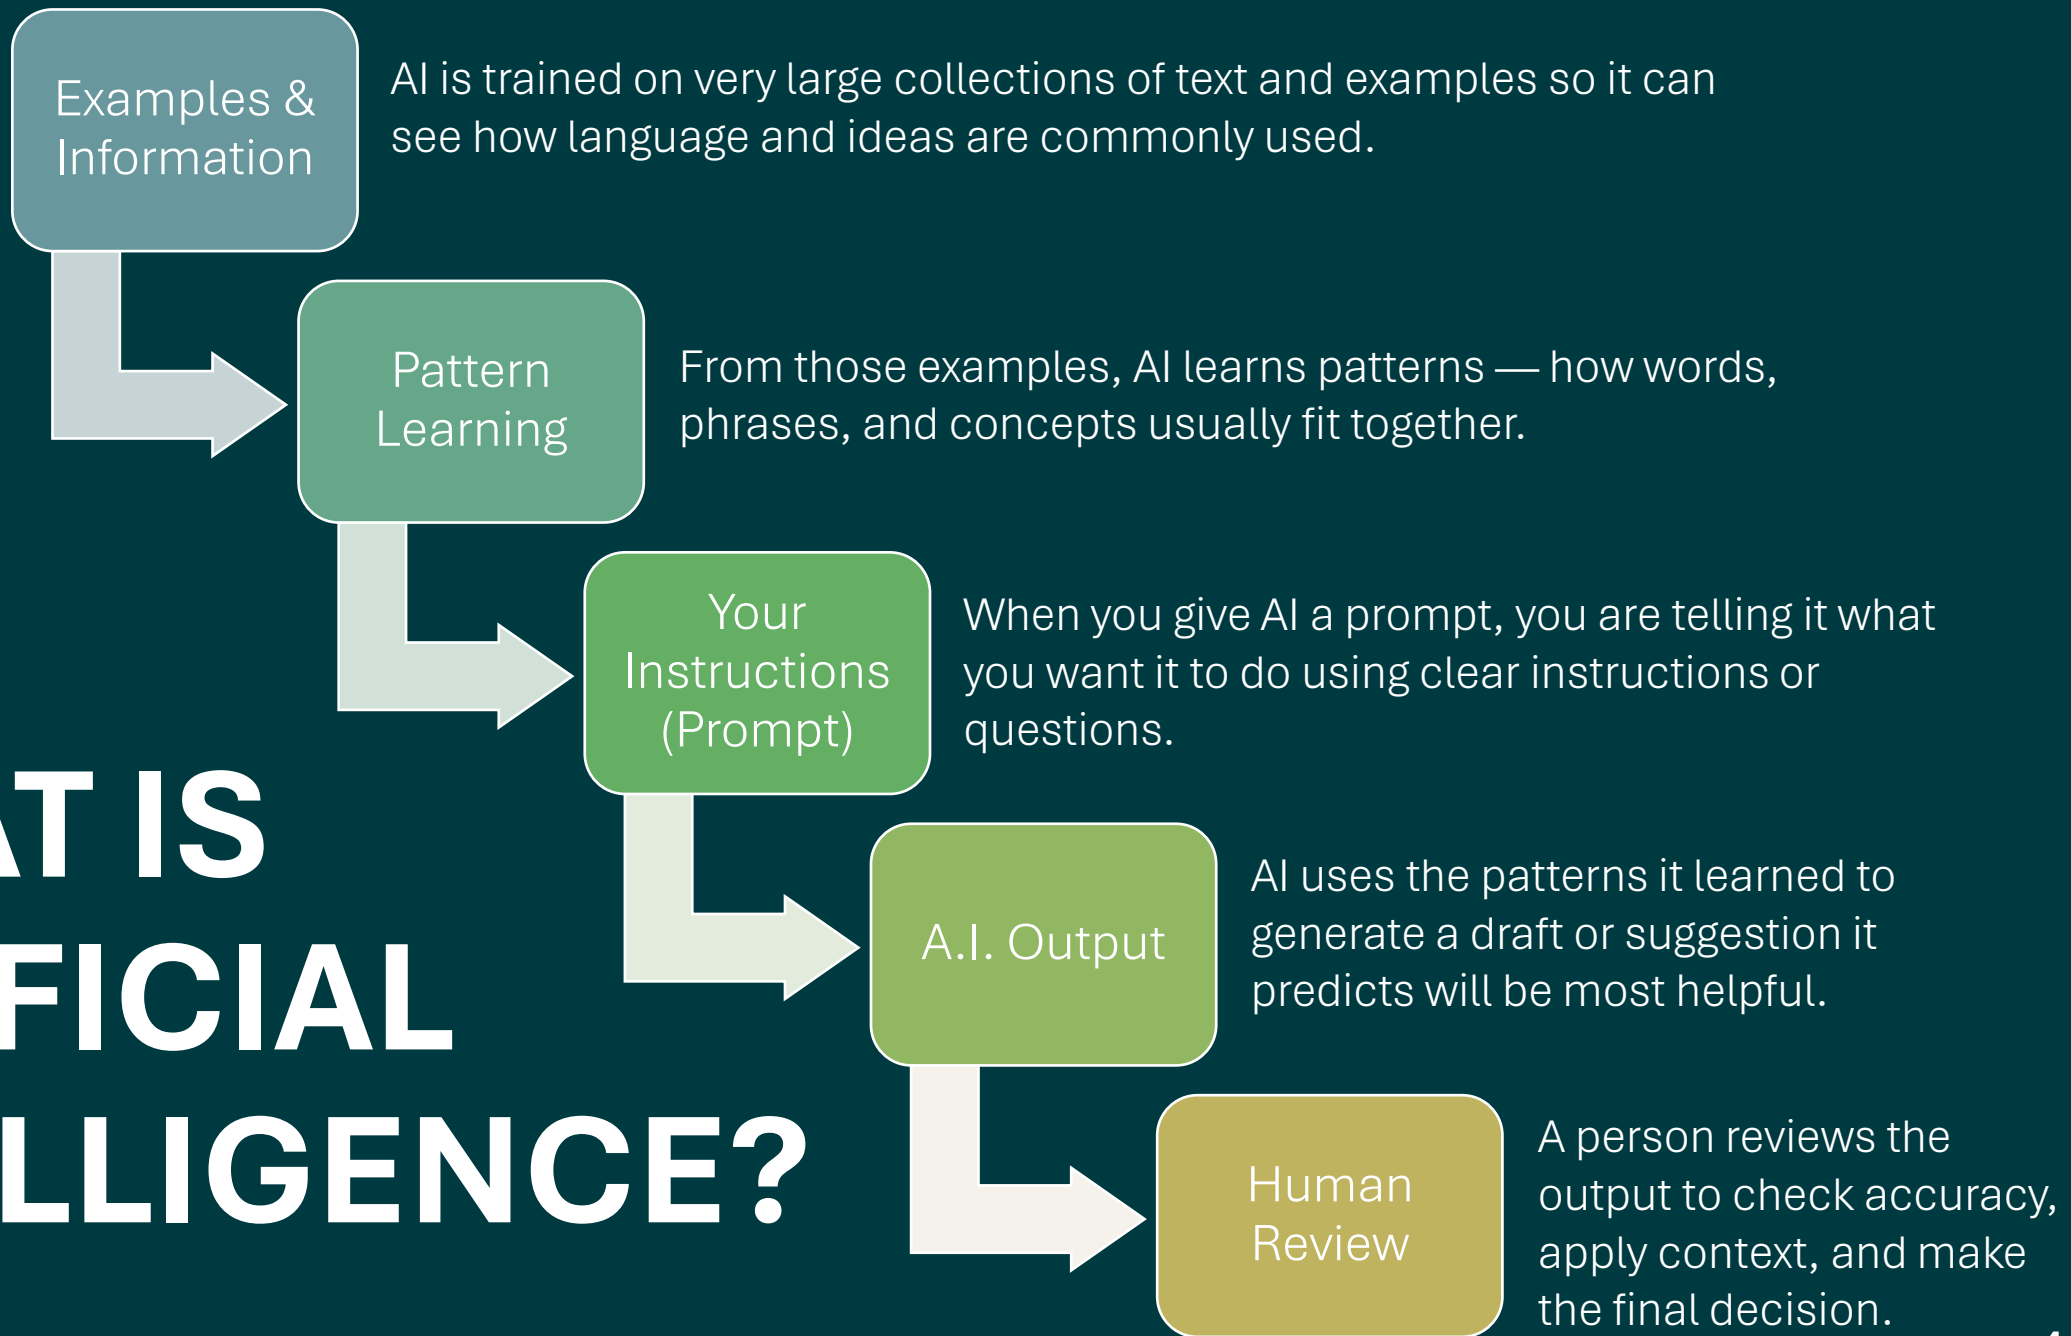 Examples &
Information
AI is trained on very large collections of text and examples so it can
see how language and ideas are commonly used.
Pattern
Learning
From those examples, AI learns patterns — how words,
phrases, and concepts usually fit together.
Your
Instructions
(Prompt)
When you give AI a prompt, you are telling it what
you want it to do using clear instructions or
questions.
A.I. Output
AI uses the patterns it learned to
generate a draft or suggestion it
predicts will be most helpful.
Human
Review
A person reviews the
output to check accuracy,
apply context, and make
the final decision.
AT IS
FICIAL
LLIGENCE?